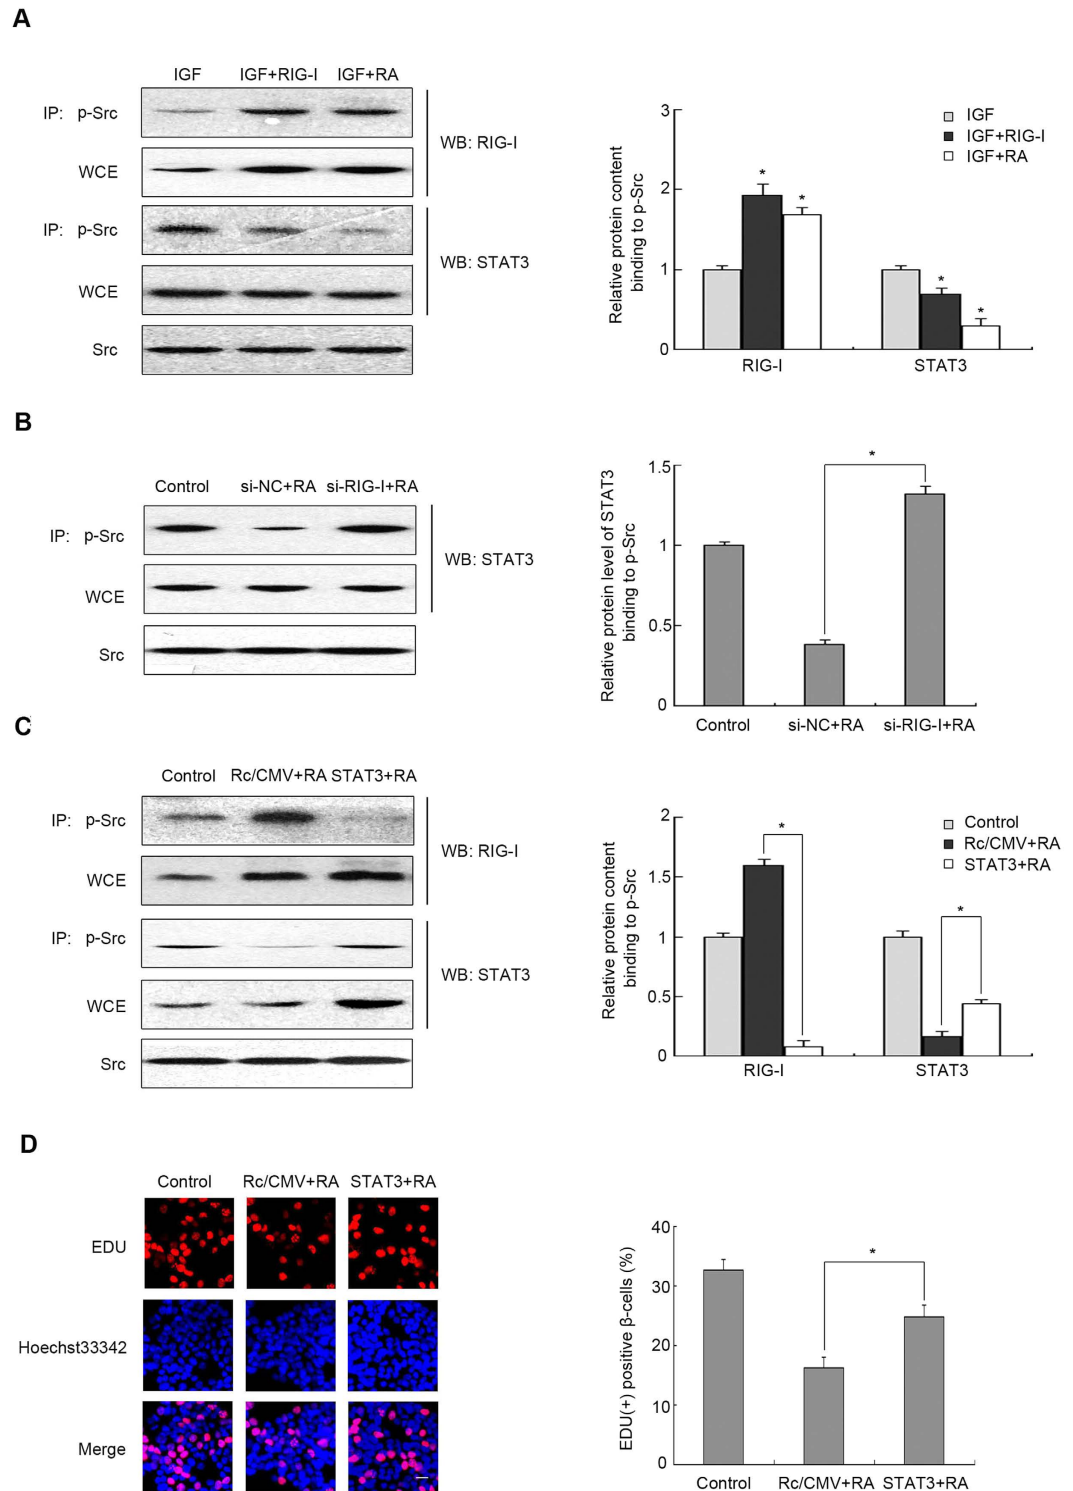 A
IGF IGF+RIG-I IGF+RA
IP: p-Src
WCE
WB: RIG-I
IP: p-Src
WCE
WB: STAT3
Src
Relative protein content
binding to p-Src
3
2
1
0
IGF
IGF+RIG-I
IGF+RA
* * * *
RIG-I STAT3
B
Control si-NC+RA si-RIG-I+RA
IP: p-Src
WCE
WB: STAT3
Src
Relative protein level of STAT3
binding to p-Src
1.5
1
0.5
0
*
Control si-NC+RA si-RIG-I+RA
C
Control Rc/CMV+RA STAT3+RA
IP: p-Src
WCE
WB: RIG-I
IP: p-Src
WCE
WB: STAT3
Src
Relative protein content
binding to p-Src
2
1.5
1
0.5
0
Control
Rc/CMV+RA
STAT3+RA
* *
RIG-I STAT3
D
Control Rc/CMV+RA STAT3+RA
EDU
Hoechst33342
Merge
EDU(+) positive β-cells (%)
40
30
20
10
0
*
Control Rc/CMV+RA STAT3+RA